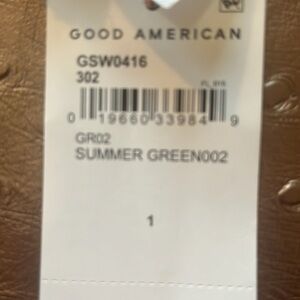 GOOD AMERICAN
GSW0416
302
0 19660 33984 9
GR02
SUMMER GREEN002
1